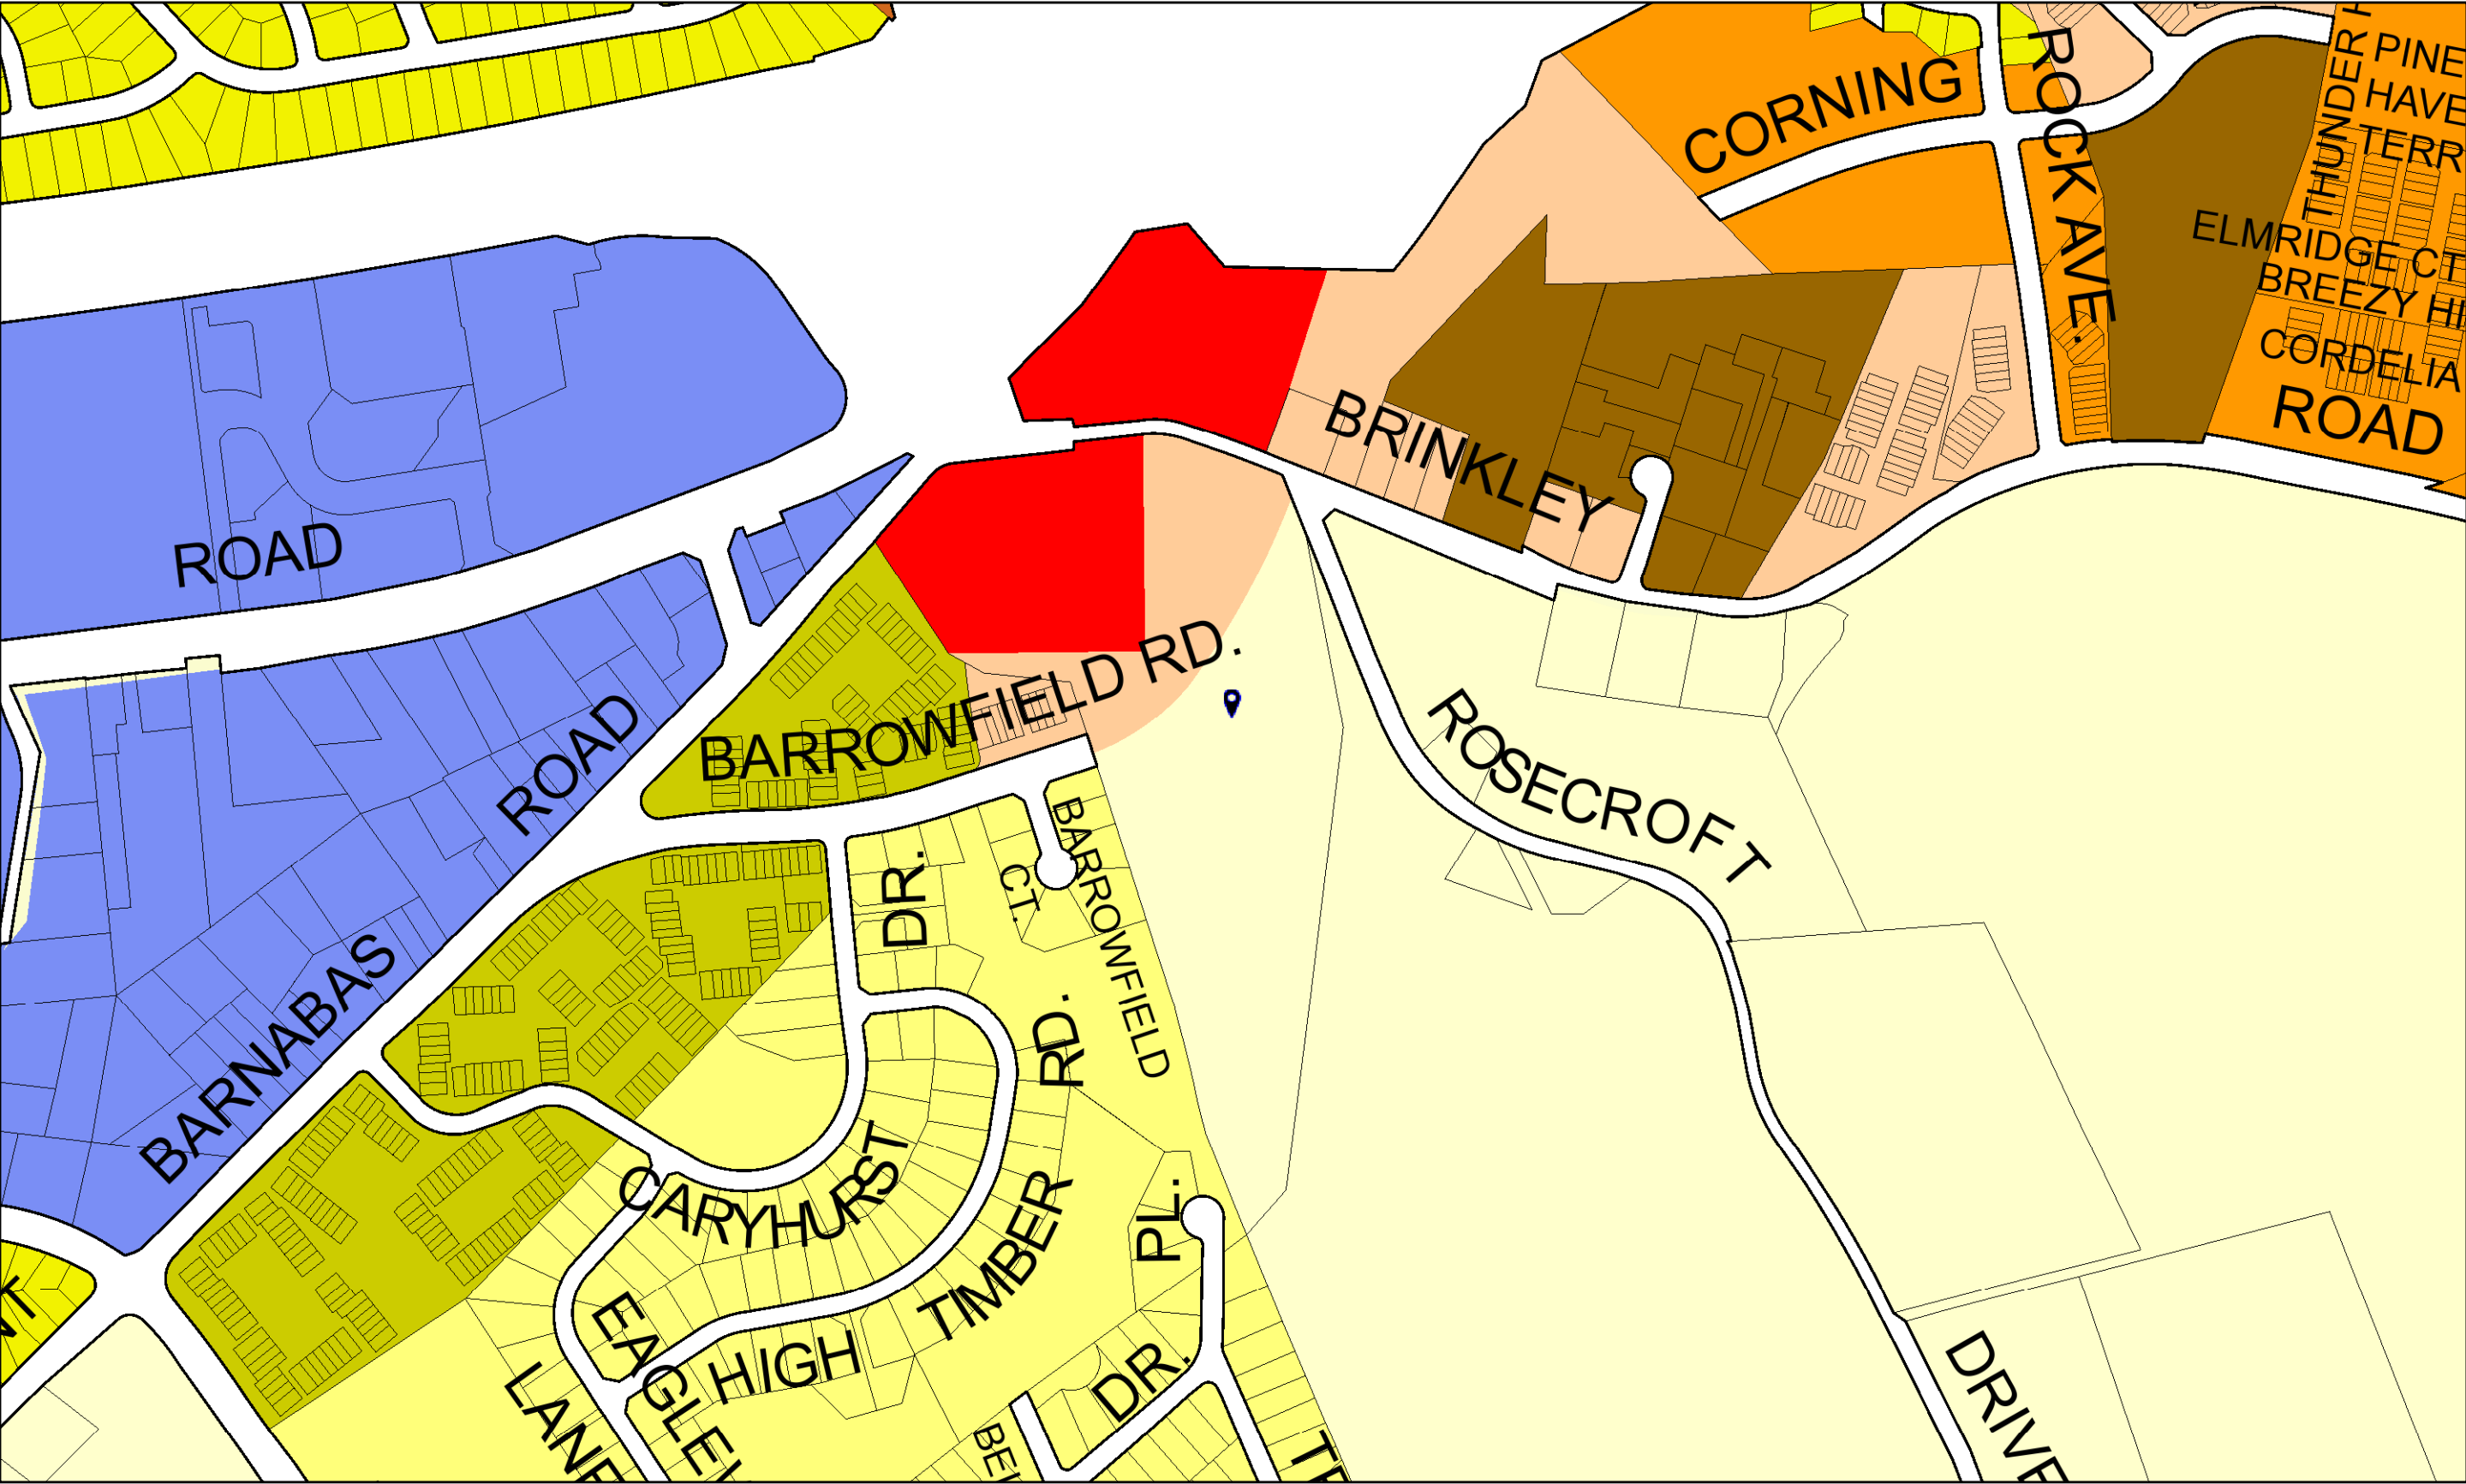 CORNING
ROCK AVE.
THUNDER H
PINE
HAVE
TERR
ELMRIDGE CT
BREEZY HI
CORDELIA
ROAD
BRINKLEY
ROAD
BARROWFIELD RD.
ROSECROFT
DRIVE
BARNABAS ROAD
BARROWFIELD
CT.
DR.
CARYHURST
HIGH TIMBER RD.
PL.
DR.
EAGLEY
LANE